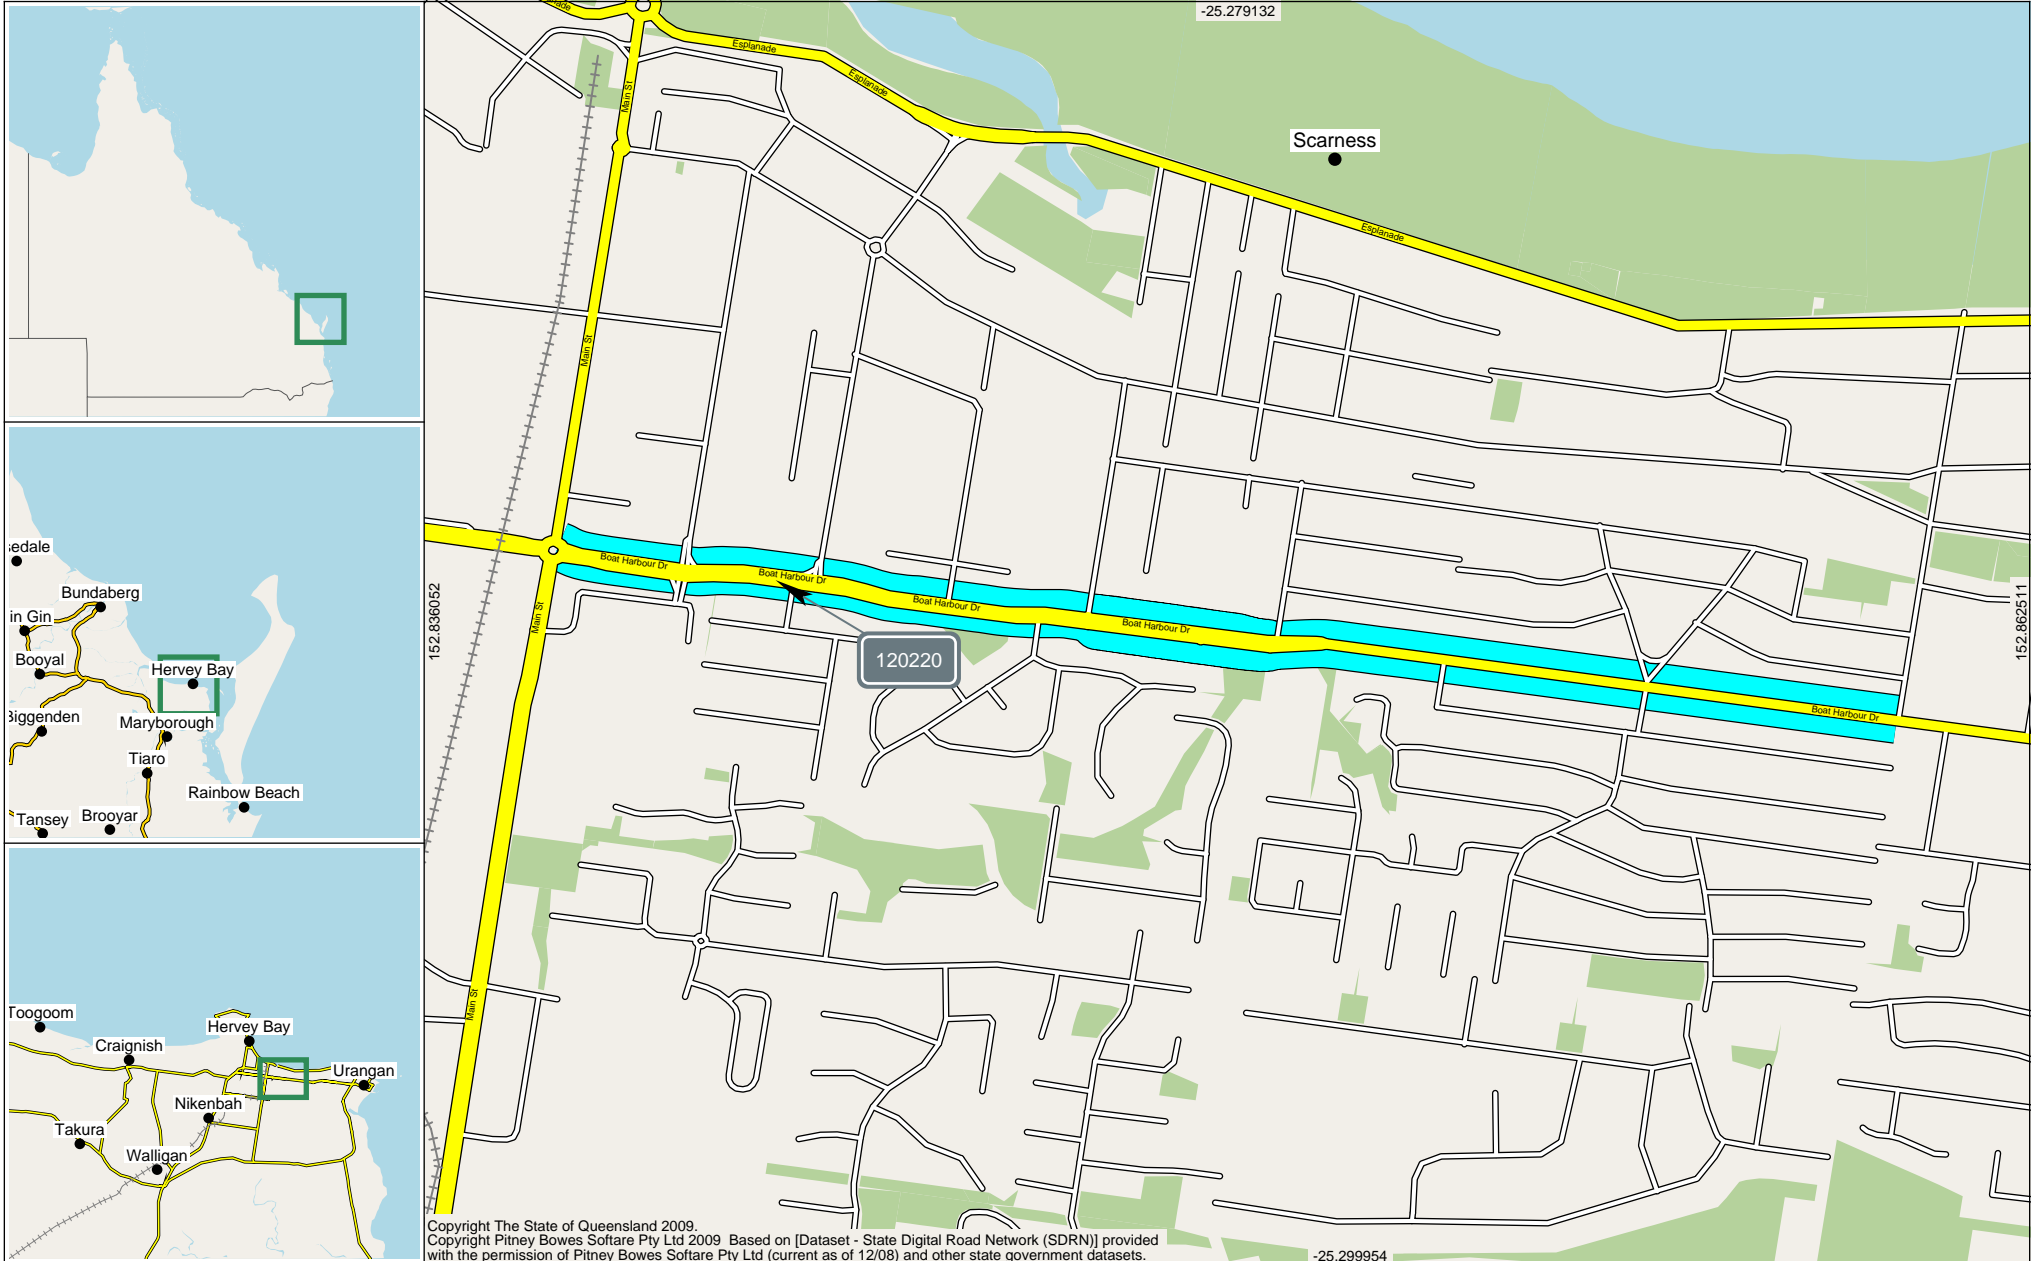 sedale
Bundaberg
in Gin
Booyal
Hervey Bay
Biggenden
Maryborough
Tiaro
Rainbow Beach
Tansey
Brooyar
Toogoom
Hervey Bay
Craignish
Urangan
Nikenbah
Takura
Walligan
-25.279132
Esplanade
Esplanade
Main St
Scarness
Esplanade
Main St
Boat Harbour Dr
Boat Harbour Dr
Boat Harbour Dr
Boat Harbour Dr
Boat Harbour Dr
152.836052
152.862511
Main St
120220
Main St
Copyright The State of Queensland 2009.
Copyright Pitney Bowes Softare Pty Ltd 2009 Based on [Dataset - State Digital Road Network (SDRN)] provided
with the permission of Pitney Bowes Softare Pty Ltd (current as of 12/08) and other state government datasets.
-25.299954